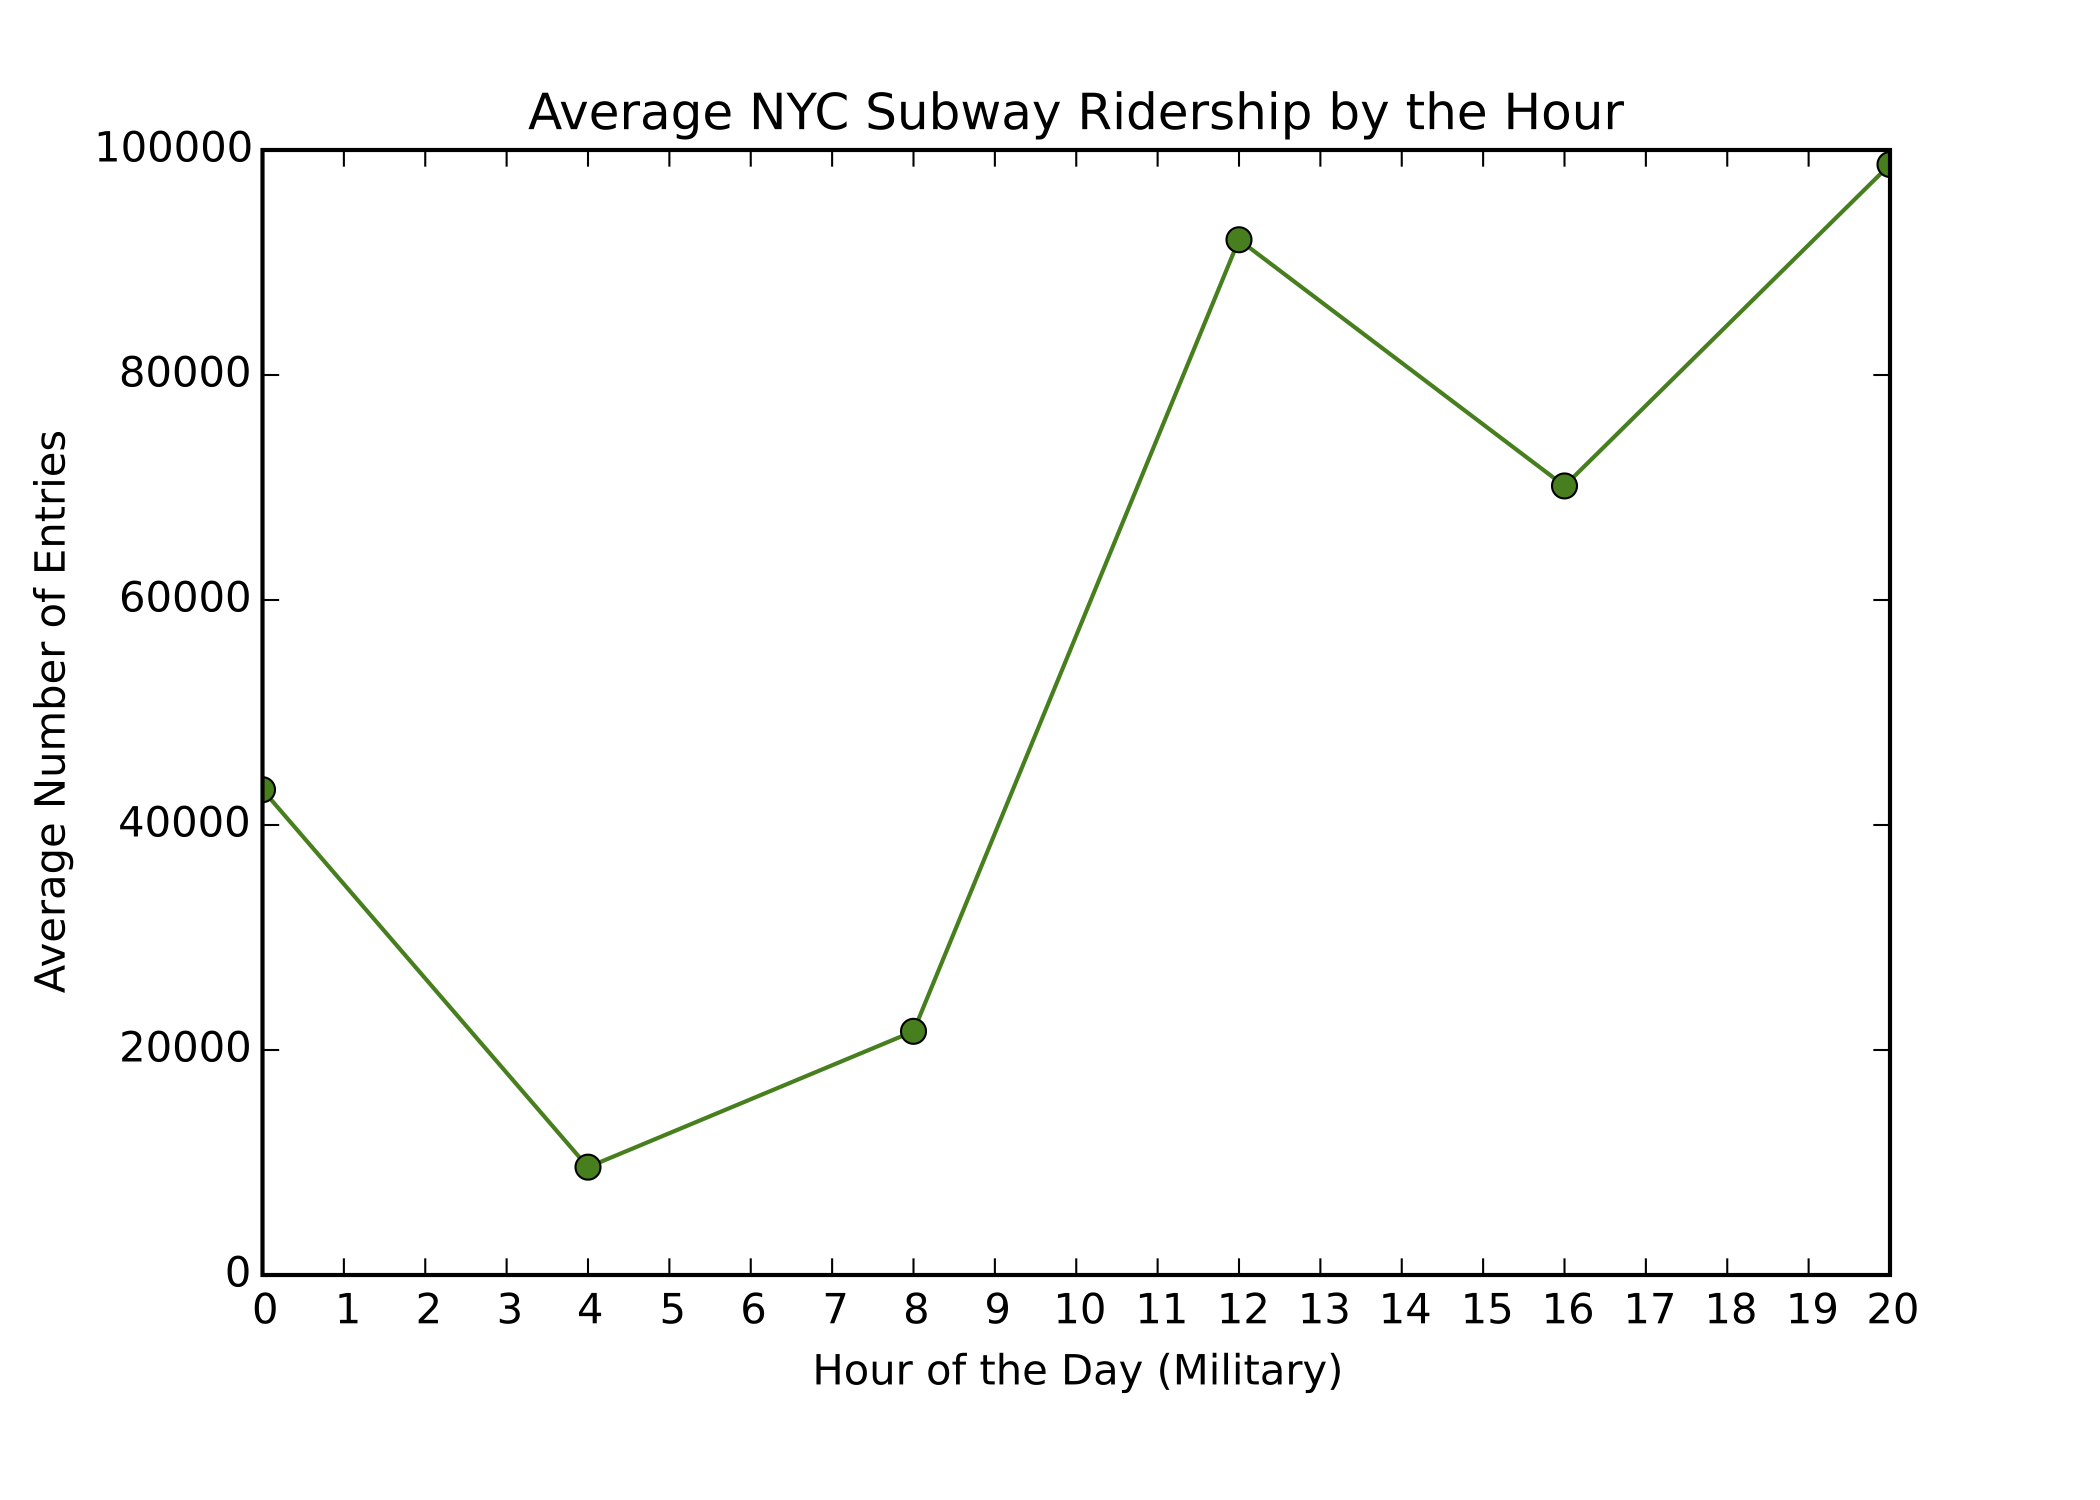 Average NYC Subway Ridership by the Hour
100000
80000
60000
40000
20000
0
Average Number of Entries
0 1 2 3 4 5 6 7 8 9 10 11 12 13 14 15 16 17 18 19 20
Hour of the Day (Military)